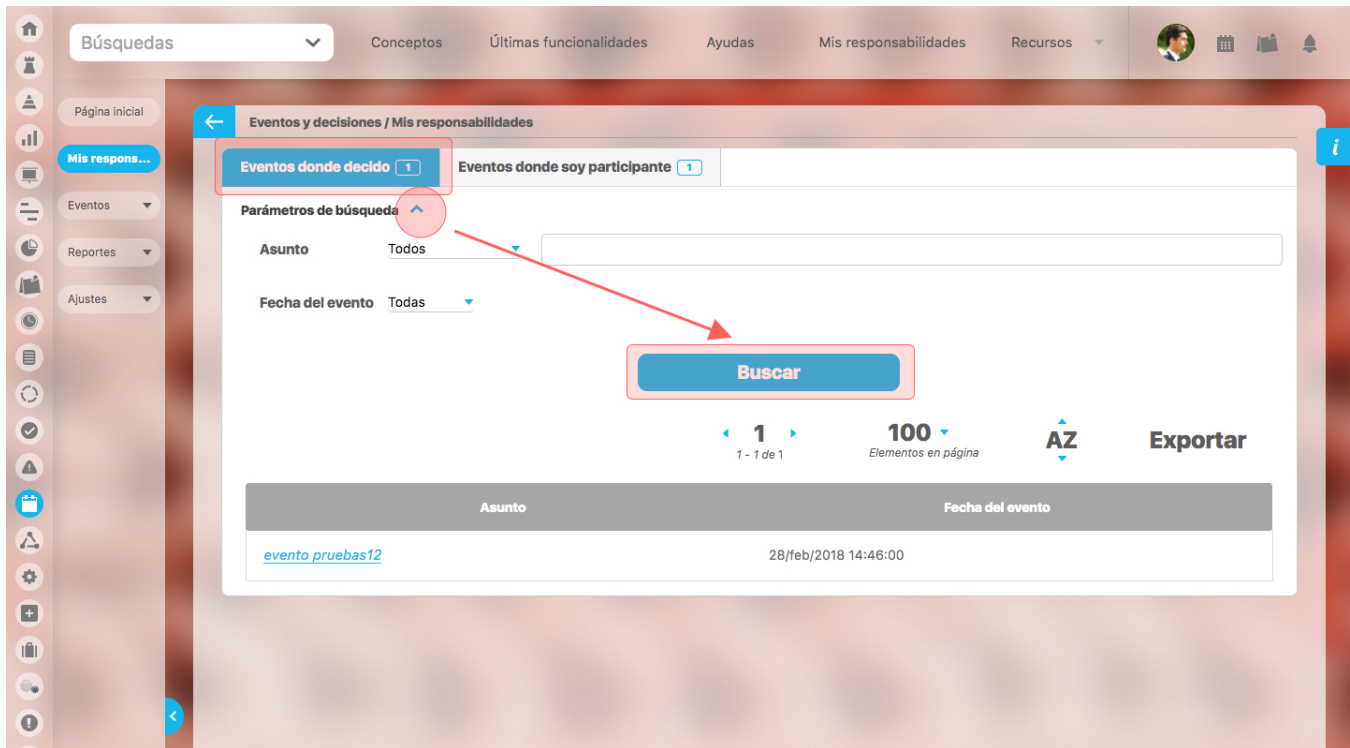 Búsquedas
Conceptos
Últimas funcionalidades
Ayudas
Mis responsabilidades
Recursos
Página inicial
Mis respons...
Eventos
Reportes
Ajustes
Eventos y decisiones / Mis responsabilidades
i
Eventos donde decido 1
Eventos donde soy participante 1
Parámetros de búsqueda
Asunto Todos
Fecha del evento Todas
Buscar
1
1 - 1 de 1
100
Elementos en página
AZ
Exportar
Asunto Fecha del evento
evento pruebas12 28/feb/2018 14:46:00